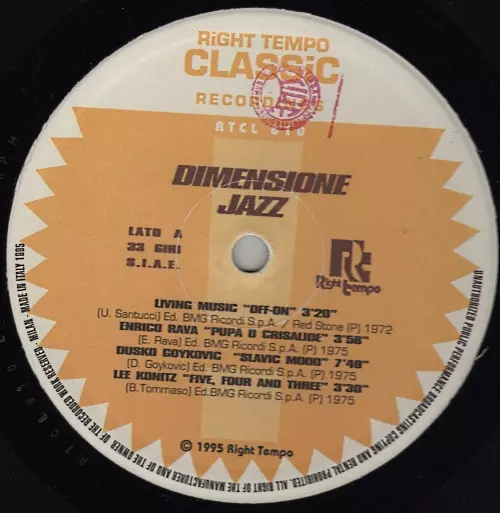 RiGHT TEMPO
CLASSiC
RECORDINGS
RTCL
DIMENSIONE
JAZZ
LATO A
33 GIRI
S.I.A.E.
Right tempo
LIVING MUSIC "OFF-ON" 3'20"
(U. Santucci) Ed. BMG Ricordi S.p.A. / Red Stone (P) 1972
ENRICO RAVA "PUPA O CRISALIDE" 3'58"
(E. Rava) Ed. BMG Ricordi S.p.A. (P) 1975
DUSKO GOYKOVIC "SLAVIC MOOD" 7'48"
(D. Goykovic) Ed. BMG Ricordi S.p.A. (P) 1975
LEE KONITZ "FIVE, FOUR AND THREE" 3'30"
(B.Tommaso) Ed.BMG Ricordi S.p.A. (P) 1975
© 1995 Right Tempo
UNAUTHORIZED PUBLIC PERFORMANCE BROADCASTING COPYING AND RENTAL PROHIBITED. ALL RIGHT OF THE MANUFACTURER AND OF THE OWNER OF THE RECORDED WORK RESERVED - MILAN - MADE IN ITALY 1995